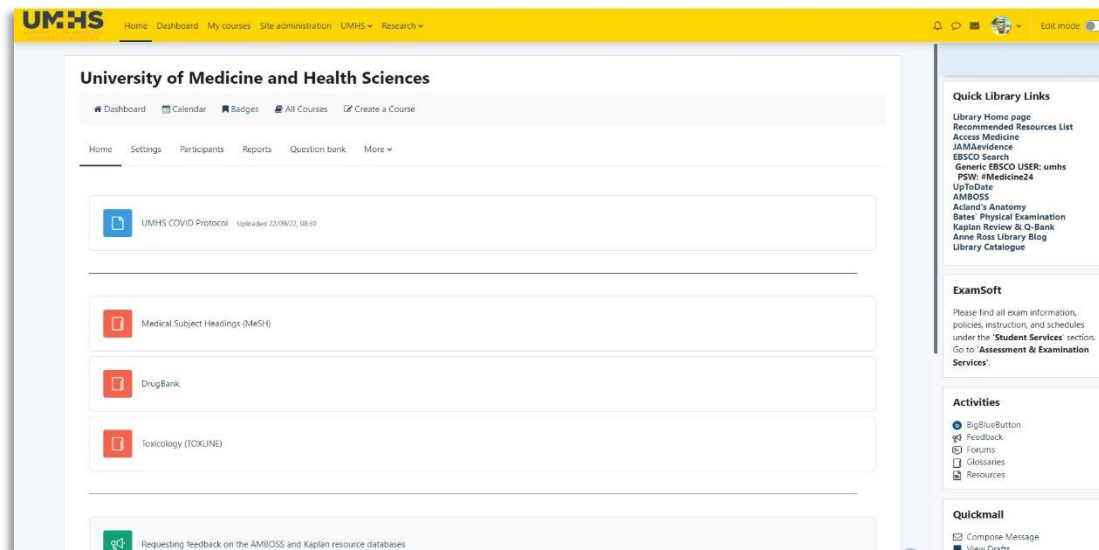 UMHS
Home Dashboard My courses Site administration UMHS Research
Edit mode
University of Medicine and Health Sciences
Dashboard Calendar Badges All Courses Create a Course
Home Settings Participants Reports Question bank More
UMHS COVID Protocol Uploaded 22/09/22, 08:30
Medical Subject Headings (MeSH)
DrugBank
Toxicology (TOXLINE)
Requesting feedback on the AMBOSS and Kaplan resource databases
Quick Library Links
Library Home page
Recommended Resources List
Access Medicine
JAMAevidence
EBSCO Search
Generic EBSCO USER: umhs
PSW: #Medicine24
UpToDate
AMBOSS
Acland's Anatomy
Bates' Physical Examination
Kaplan Review & Q-Bank
Anne Ross Library Blog
Library Catalogue
ExamSoft
Please find all exam information,
policies, instruction, and schedules
under the 'Student Services' section.
Go to 'Assessment & Examination
Services'.
Activities
BigBlueButton
Feedback
Forums
Glossaries
Resources
Quickmail
Compose Message
View Drafts